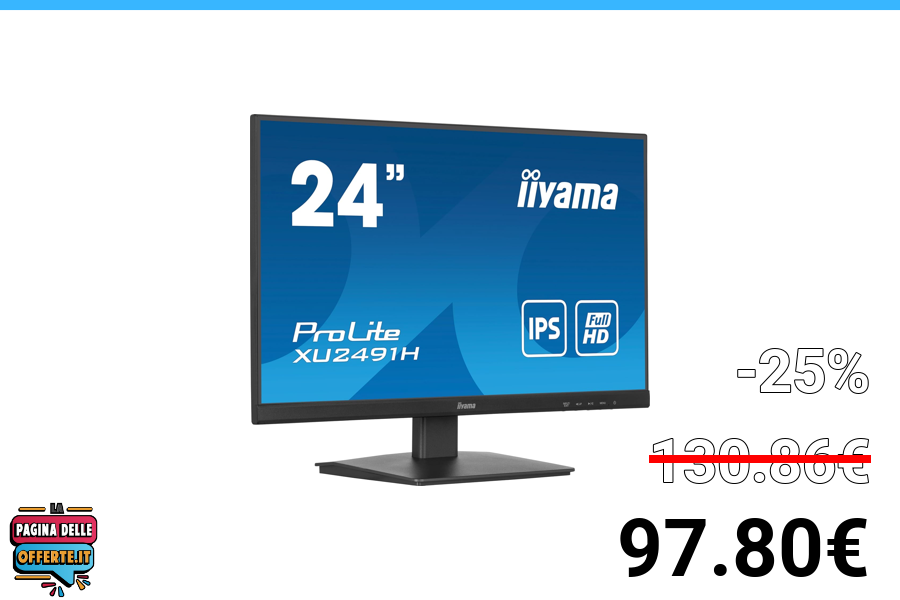 24”
iiyama
ProLite
XU2491H
IPS
Full
HD
iiyama
-25%
130.86€
97.80€
LA
PAGINA DELLE
OFFERTE.IT